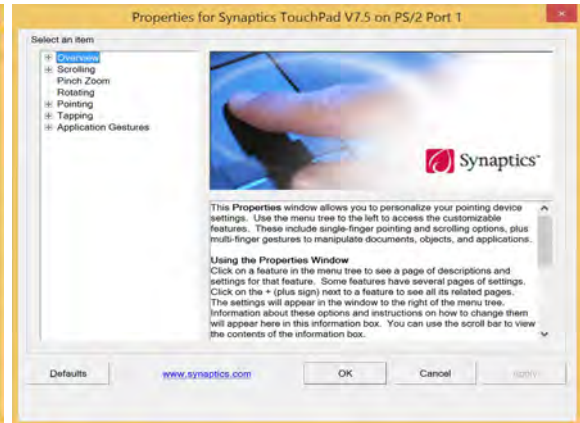 Properties for Synaptics TouchPad V7.5 on PS/2 Port 1
Select an item
Overview
Scrolling
Pinch Zoom
Rotating
Pointing
Tapping
Application Gestures
Synaptics
This Properties window allows you to personalize your pointing device
settings. Use the menu tree to the left to access the customizable
features. These include single-finger pointing and scrolling options, plus
multi-finger gestures to manipulate documents, objects, and applications.
Using the Properties Window
Click on a feature in the menu tree to see a page of descriptions and
settings for that feature. Some features have several pages of settings.
Click on the + (plus sign) next to a feature to see all its related pages.
The settings will appear in the window to the right of the menu tree.
Information about these options and instructions on how to change them
will appear here in this information box. You can use the scroll bar to view
the contents of the information box.
Defaults
www.synaptics.com
OK
Cancel
Apply